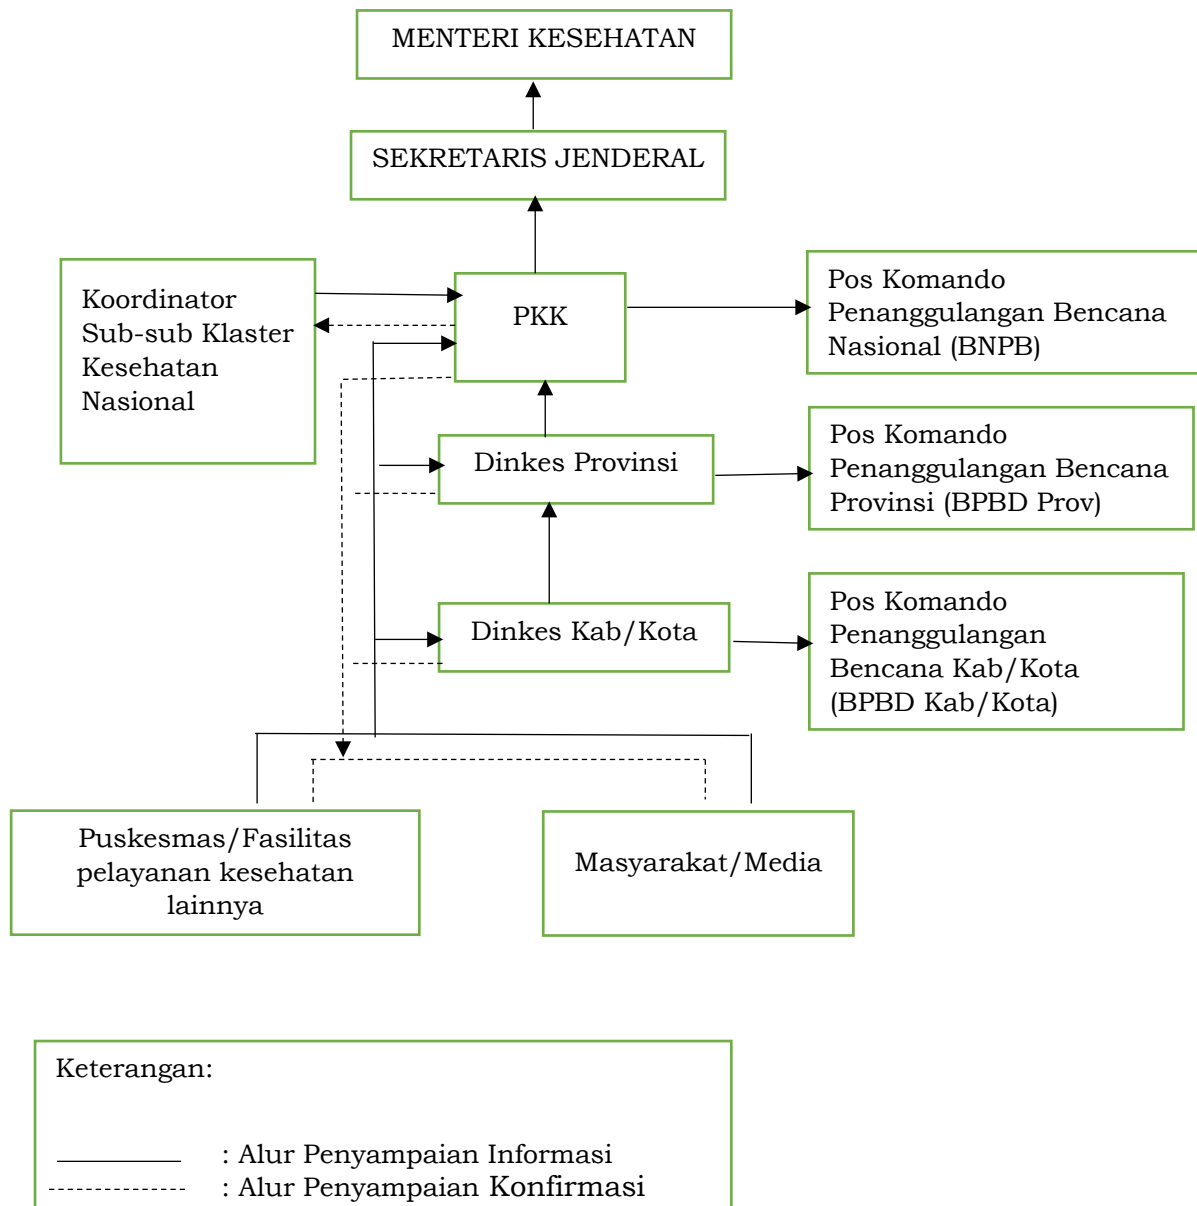 MENTERI KESEHATAN
SEKRETARIS JENDERAL
Koordinator
Sub-sub Klaster
Kesehatan
Nasional
PKK
Pos Komando
Penanggulangan Bencana
Nasional (BNPB)
Dinkes Provinsi
Pos Komando
Penanggulangan Bencana
Provinsi (BPBD Prov)
Dinkes Kab/Kota
Pos Komando
Penanggulangan
Bencana Kab/Kota
(BPBD Kab/Kota)
Puskesmas/Fasilitas
pelayanan kesehatan
lainnya
Masyarakat/Media
Keterangan:
: Alur Penyampaian Informasi
: Alur Penyampaian Konfirmasi